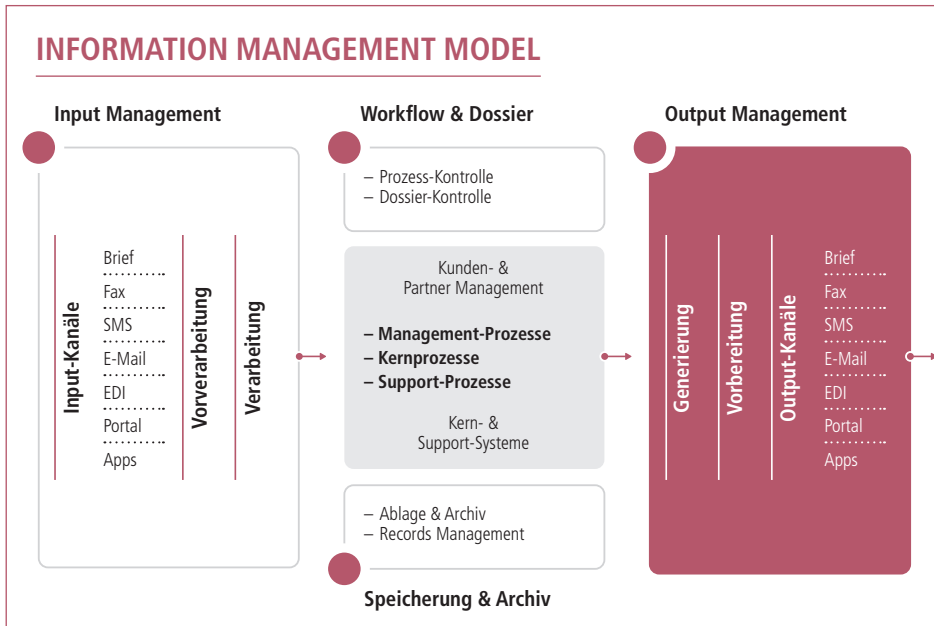 INFORMATION MANAGEMENT MODEL
Input Management
Input-Kanäle
Brief
Fax
SMS
E-Mail
EDI
Portal
Apps
Vorverarbeitung
Verarbeitung
Workflow & Dossier
– Prozess-Kontrolle
– Dossier-Kontrolle
Kunden- &
Partner Management
– Management-Prozesse
– Kernprozesse
– Support-Prozesse
Kern- &
Support-Systeme
– Ablage & Archiv
– Records Management
Speicherung & Archiv
Output Management
Generierung
Vorbereitung
Output-Kanäle
Brief
Fax
SMS
E-Mail
EDI
Portal
Apps